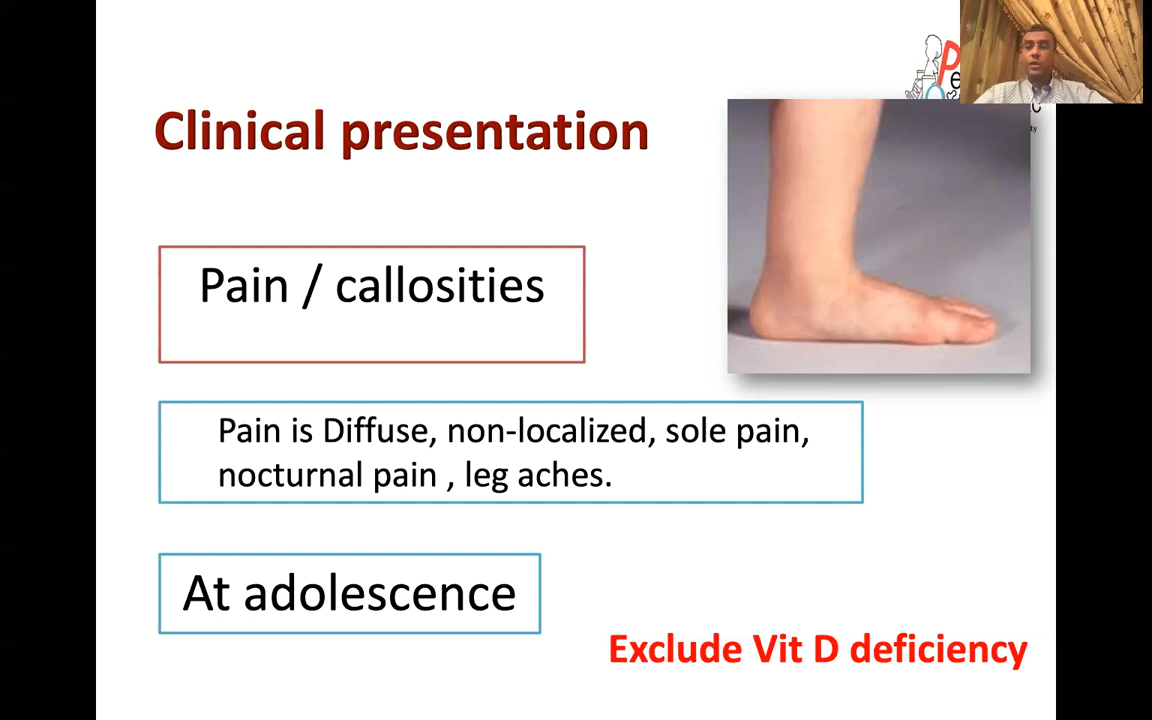 Clinical presentation
Pain / callosities
Pain is Diffuse, non-localized, sole pain,
nocturnal pain , leg aches.
At adolescence
Exclude Vit D deficiency